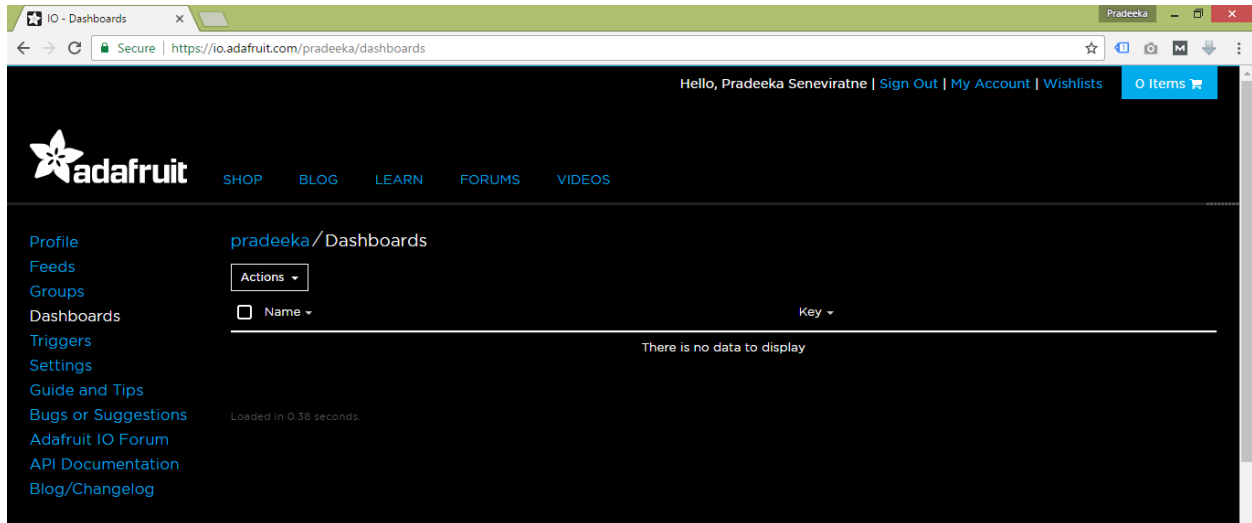 IO - Dashboards
Pradeeka
Secure https://io.adafruit.com/pradeeka/dashboards
Hello, Pradeeka Seneviratne | Sign Out | My Account | Wishlists 0 Items
adafruit SHOP BLOG LEARN FORUMS VIDEOS
Profile
Feeds
Groups
Dashboards
Triggers
Settings
Guide and Tips
Bugs or Suggestions
Adafruit IO Forum
API Documentation
Blog/Changelog
pradeeka/Dashboards
Actions
Name Key
There is no data to display
Loaded in 0.38 seconds.